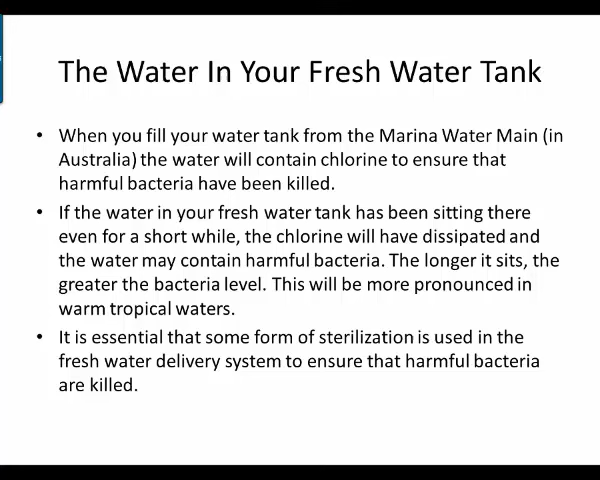 The Water In Your Fresh Water Tank
• When you fill your water tank from the Marina Water Main (in
Australia) the water will contain chlorine to ensure that
harmful bacteria have been killed.
• If the water in your fresh water tank has been sitting there
even for a short while, the chlorine will have dissipated and
the water may contain harmful bacteria. The longer it sits, the
greater the bacteria level. This will be more pronounced in
warm tropical waters.
• It is essential that some form of sterilization is used in the
fresh water delivery system to ensure that harmful bacteria
are killed.